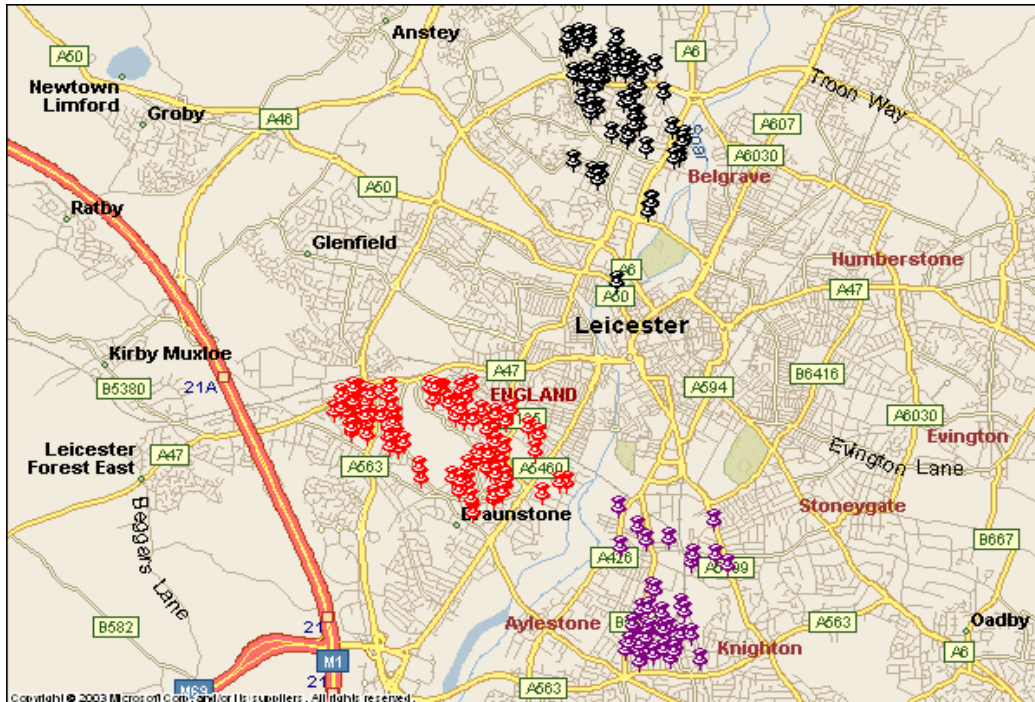 Anstey
A50
A6
Newtown
Limford
Troon Way
Groby
A46
A607
Soar
A6030
A50
Belgrave
Ratby
Glenfield
Humberstone
A6
A47
A50
Leicester
Kirby Muxloe
A47
B6416
21A
B5380
A594
ENGLAND
A6030
Evington
Leicester
Forest East
A47
A563
A5460
Evington Lane
Stoneygate
Beggars Lane
Braunstone
B667
A426
Aylestone
A563
Oadby
B582
21
Knighton
A6
M1
M69
21
A563
Copyright © 2003 Microsoft Corp. and/or its suppliers. All rights reserved.